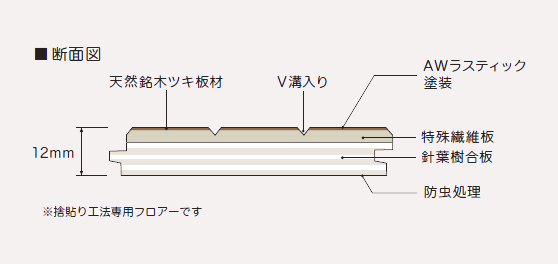 ■断面図
天然銘木ツキ板材
V溝入り
AWラスティック
塗装
特殊繊維板
針葉樹合板
防虫処理
12mm
※捨貼り工法専用フロアーです